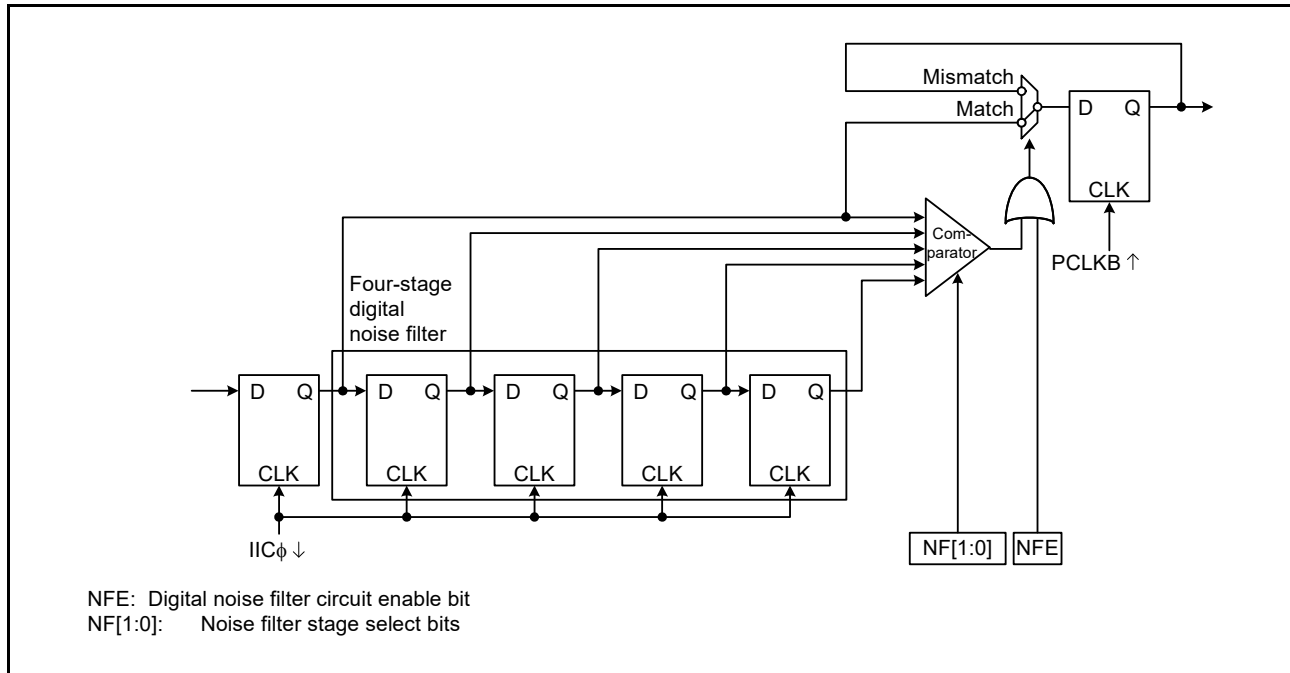 Mismatch
Match
D Q
CLK
PCLKB ↑
Com-
parator
Four-stage
digital
noise filter
D Q
D Q
D Q
D Q
D Q
CLK
CLK
CLK
CLK
CLK
IICϕ ↓
NF[1:0]
NFE
NFE: Digital noise filter circuit enable bit
NF[1:0]: Noise filter stage select bits